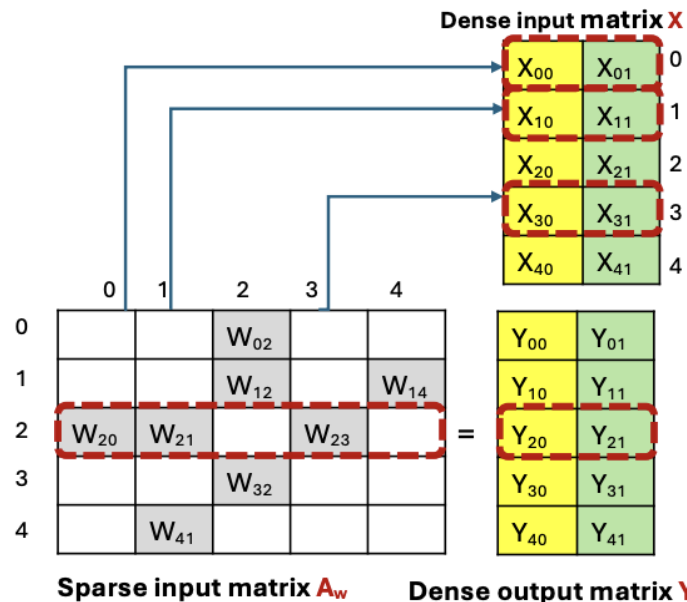 Dense input matrix X
X₀₀ X₀₁ 0
X₁₀ X₁₁ 1
X₂₀ X₂₁ 2
X₃₀ X₃₁ 3
X₄₀ X₄₁ 4
0 1 2 3 4
0 W₀₂ Y₀₀ Y₀₁
1 W₁₂ W₁₄ Y₁₀ Y₁₁
2 W₂₀ W₂₁ W₂₃ = Y₂₀ Y₂₁
3 W₃₂ Y₃₀ Y₃₁
4 W₄₁ Y₄₀ Y₄₁
Sparse input matrix A_w Dense output matrix Y